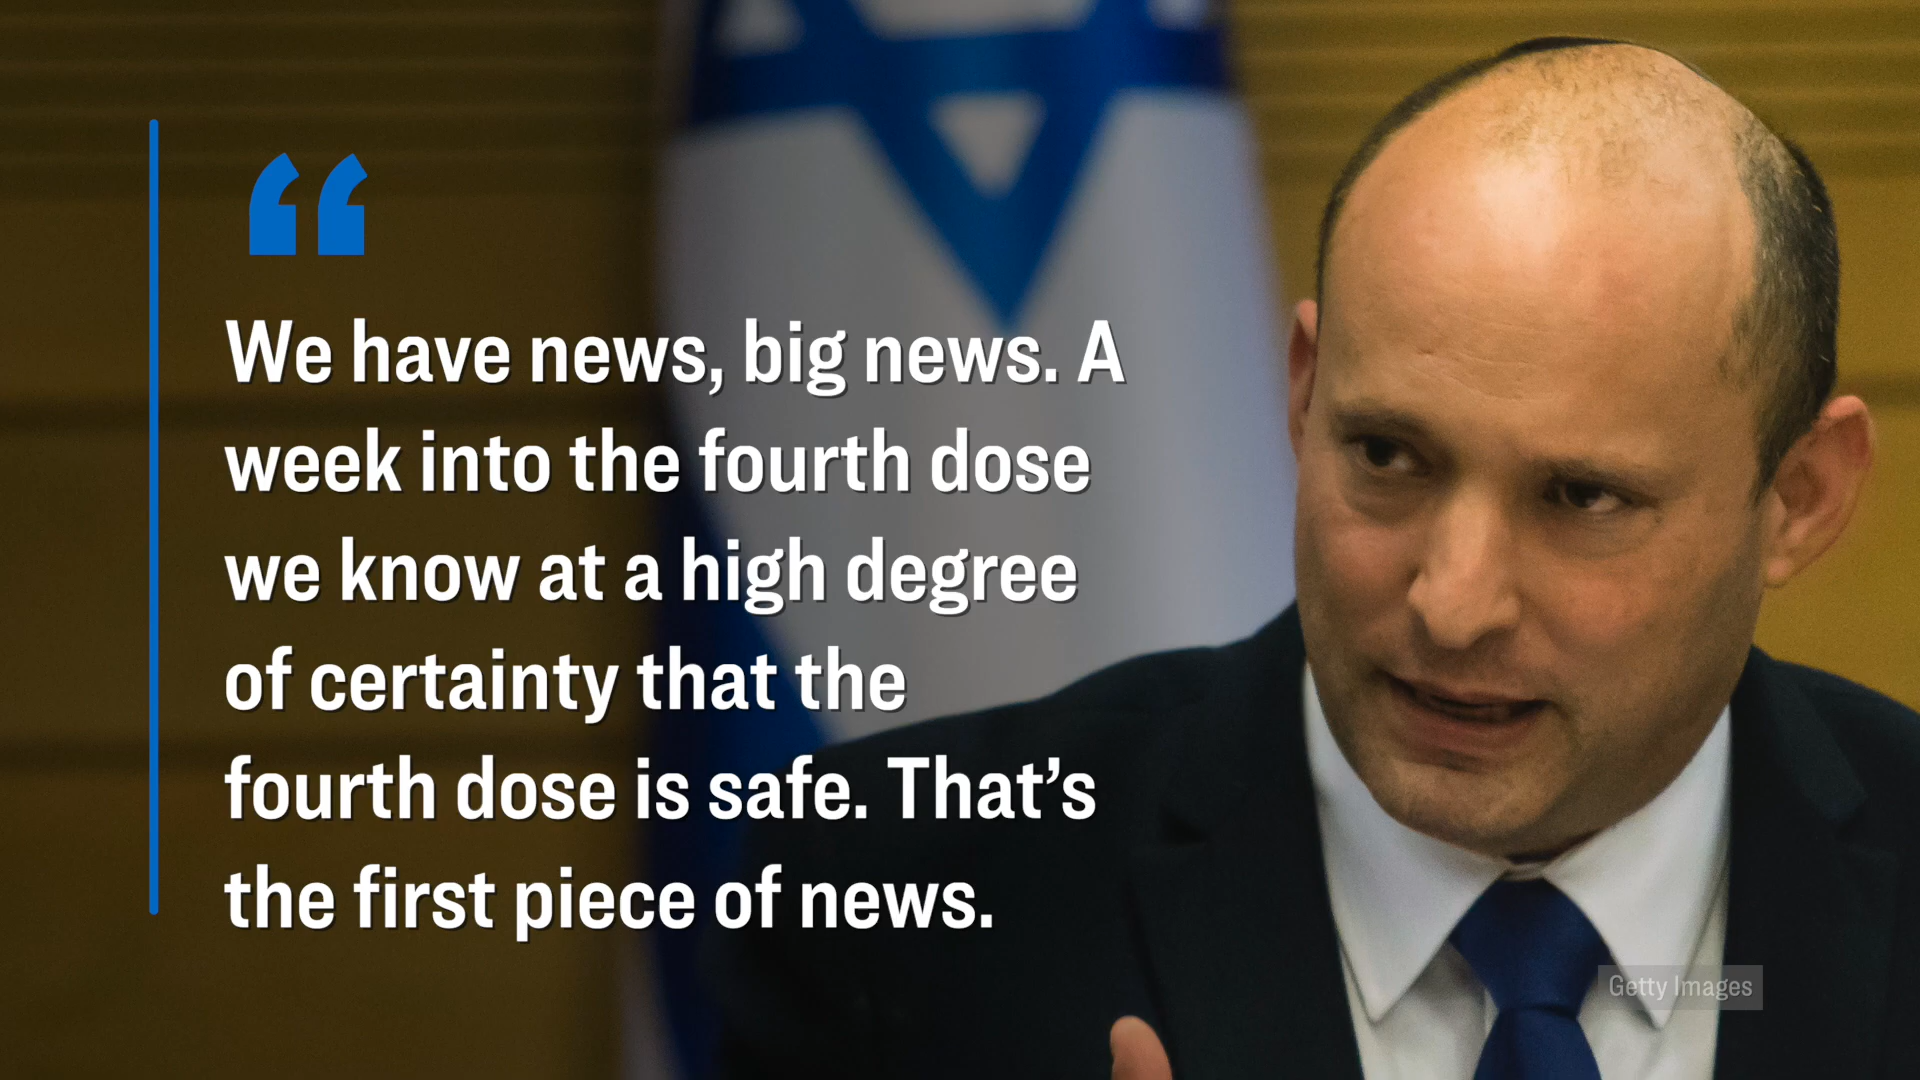 “
We have news, big news. A
week into the fourth dose
we know at a high degree
of certainty that the
fourth dose is safe. That’s
the first piece of news.
Getty Images